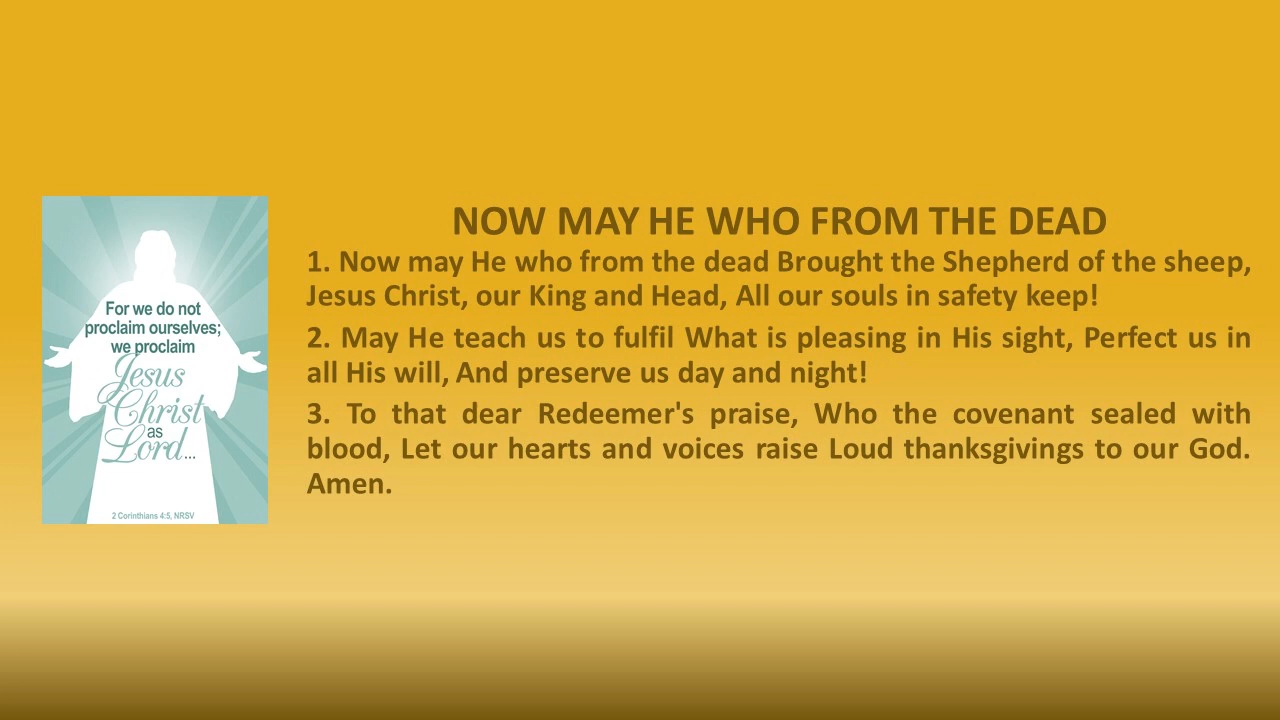 For we do not
proclaim ourselves;
we proclaim
Jesus
Christ
as
Lord...
2 Corinthians 4:5, NRSV
NOW MAY HE WHO FROM THE DEAD
1. Now may He who from the dead Brought the Shepherd of the sheep,
Jesus Christ, our King and Head, All our souls in safety keep!
2. May He teach us to fulfil What is pleasing in His sight, Perfect us in
all His will, And preserve us day and night!
3. To that dear Redeemer's praise, Who the covenant sealed with
blood, Let our hearts and voices raise Loud thanksgivings to our God.
Amen.